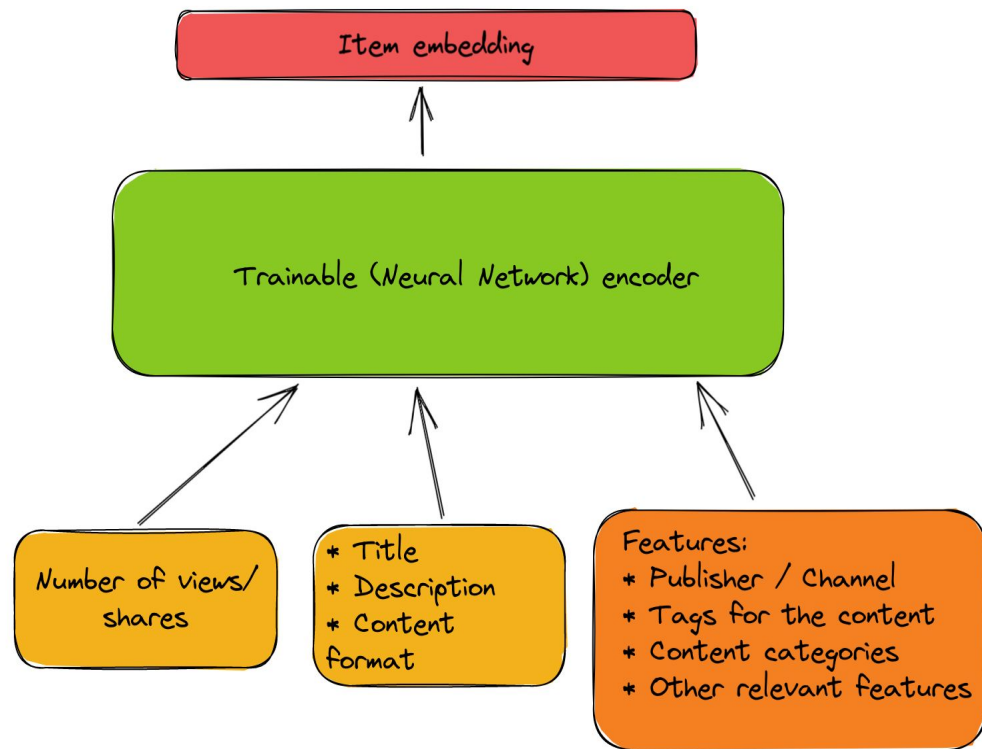 Item embedding
Trainable (Neural Network) encoder
Number of views/
shares
* Title
* Description
* Content
format
Features:
* Publisher / Channel
* Tags for the content
* Content categories
* Other relevant features